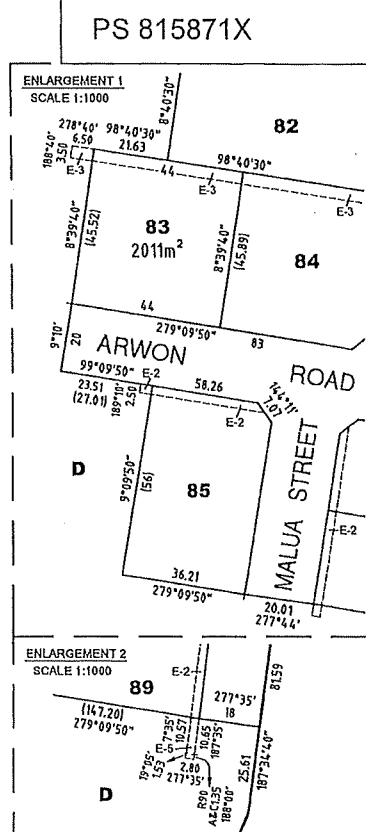 PS 815871X
ENLARGEMENT 1
SCALE 1:1000
8°40'30"
82
278°40'
6.50
188°40'
3.50
98°40'30"
21.63
98°40'30"
E-3
44
E-3
E-3
8°39'40"
(45.52)
83
2011m²
8°39'40"
(45.89)
84
44
279°09'50"
83
9°10'
20
ARWON
ROAD
99°09'50"
23.51
(27.01)
E-2
189°10'
2.50
58.26
144°11'
7.07
E-2
D
9°09'50"
(56)
85
MALUA STREET
E-2
36.21
279°09'50"
20.01
277°44'
ENLARGEMENT 2
SCALE 1:1000
E-2
89
277°35'
18
81.59
(147.20)
279°09'50"
7°35'
10.57
10.65
187°35'
E-5
19°05'
1.53
2.80
277°35'
25.61
187°34'40"
D
R90
A&C1.35
188°00'